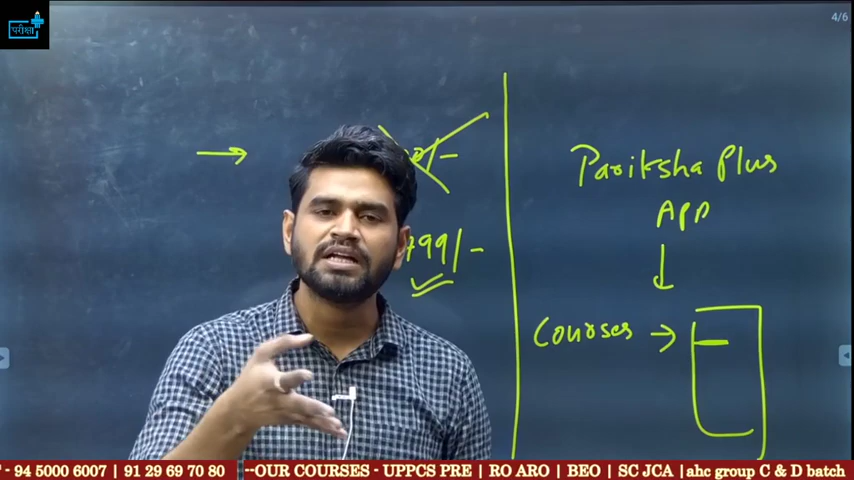 परीक्षा
4/6
Pariksha Plus
App
99/-
Courses
94 5000 6007 | 91 29 69 70 80 --OUR COURSES - UPPCS PRE | RO ARO | BEO | SC JCA |ahc group C & D batch